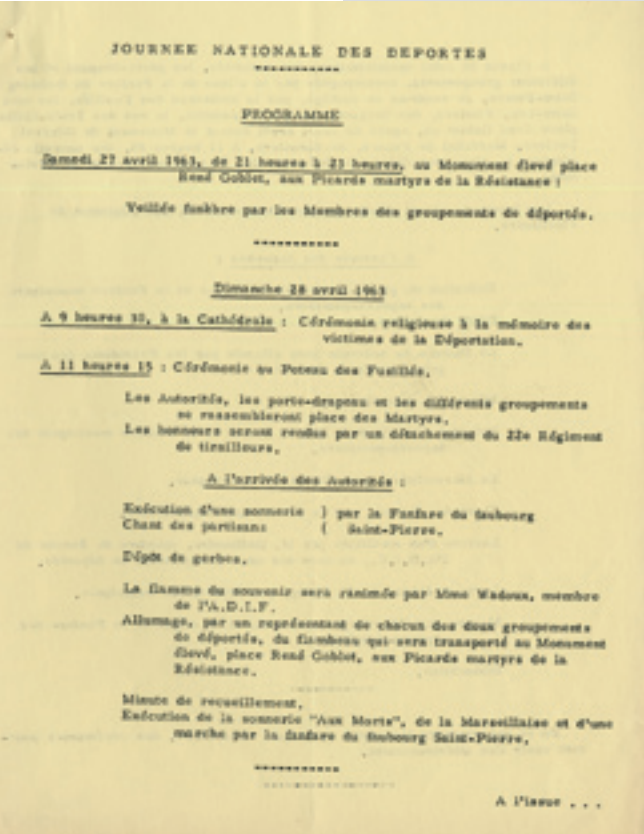 JOURNEE NATIONALE DES DEPORTES
***********
PROGRAMME
Samedi 27 avril 1963, de 21 heures à 23 heures, au Monument élevé place
René Goblet, aux Picards martyrs de la Résistance :
Veillée funèbre par les Membres des groupements de déportés.
***********
Dimanche 28 avril 1963
A 9 heures 30, à la Cathédrale : Cérémonie religieuse à la mémoire des
victimes de la Déportation.
A 11 heures 15 : Cérémonie au Poteau des Fusillés.
Les Autorités, les porte-drapeau et les différents groupements
se rassembleront place des Martyrs.
Les honneurs seront rendus par un détachement du 22e Régiment
de tirailleurs.
A l'arrivée des Autorités :
Exécution d'une sonnerie ) par la Fanfare du faubourg
Chant des partisans ( Saint-Pierre.
Dépôt de gerbes.
La flamme du souvenir sera ranimée par Mme Wadoux, membre
de l'A.D.I.F.
Allumage, par un représentant de chacun des deux groupements
de déportés, du flambeau qui sera transporté au Monument
élevé, place René Goblet, aux Picards martyrs de la
Résistance.
Minute de recueillement.
Exécution de la sonnerie "Aux Morts", de la Marseillaise et d'une
marche par la fanfare du faubourg Saint-Pierre.
***********
A l'issue . . .